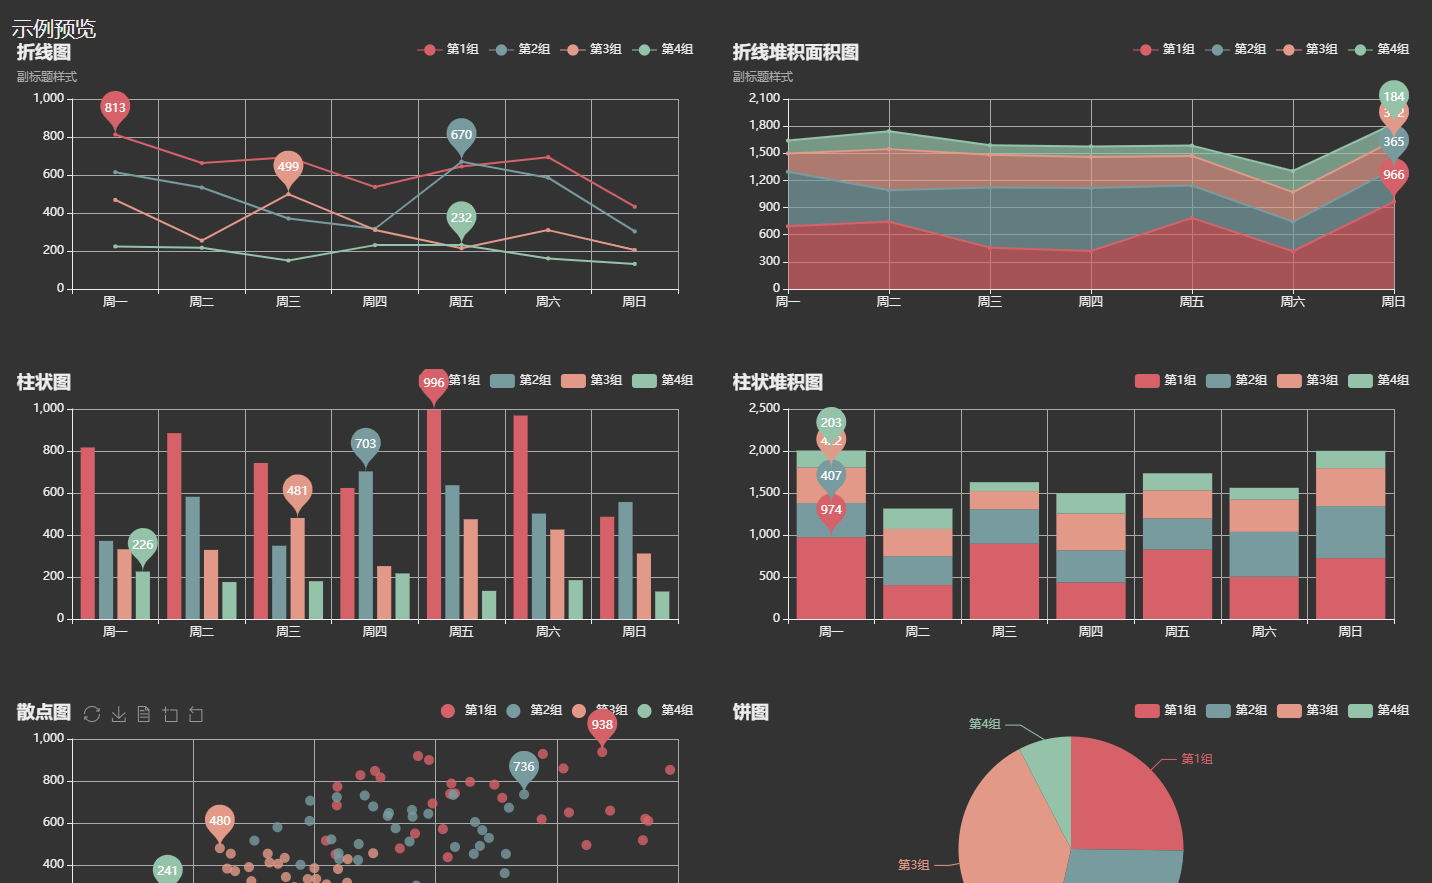 示例预览
折线图
第1组 第2组 第3组 第4组
副标题样式
1,000
800
600
400
200
0
813
499
670
232
周一 周二 周三 周四 周五 周六 周日
折线堆积面积图
第1组 第2组 第3组 第4组
副标题样式
2,100
1,800
1,500
1,200
900
600
300
0
184
365
966
周一 周二 周三 周四 周五 周六 周日
柱状图
第1组 第2组 第3组 第4组
1,000
800
600
400
200
0
996
703
481
226
周一 周二 周三 周四 周五 周六 周日
柱状堆积图
第1组 第2组 第3组 第4组
2,500
2,000
1,500
1,000
500
0
203
407
974
周一 周二 周三 周四 周五 周六 周日
散点图
第1组 第2组 第3组 第4组
1,000
800
600
400
938
736
480
241
饼图
第1组 第2组 第3组 第4组
第4组
第1组
第3组